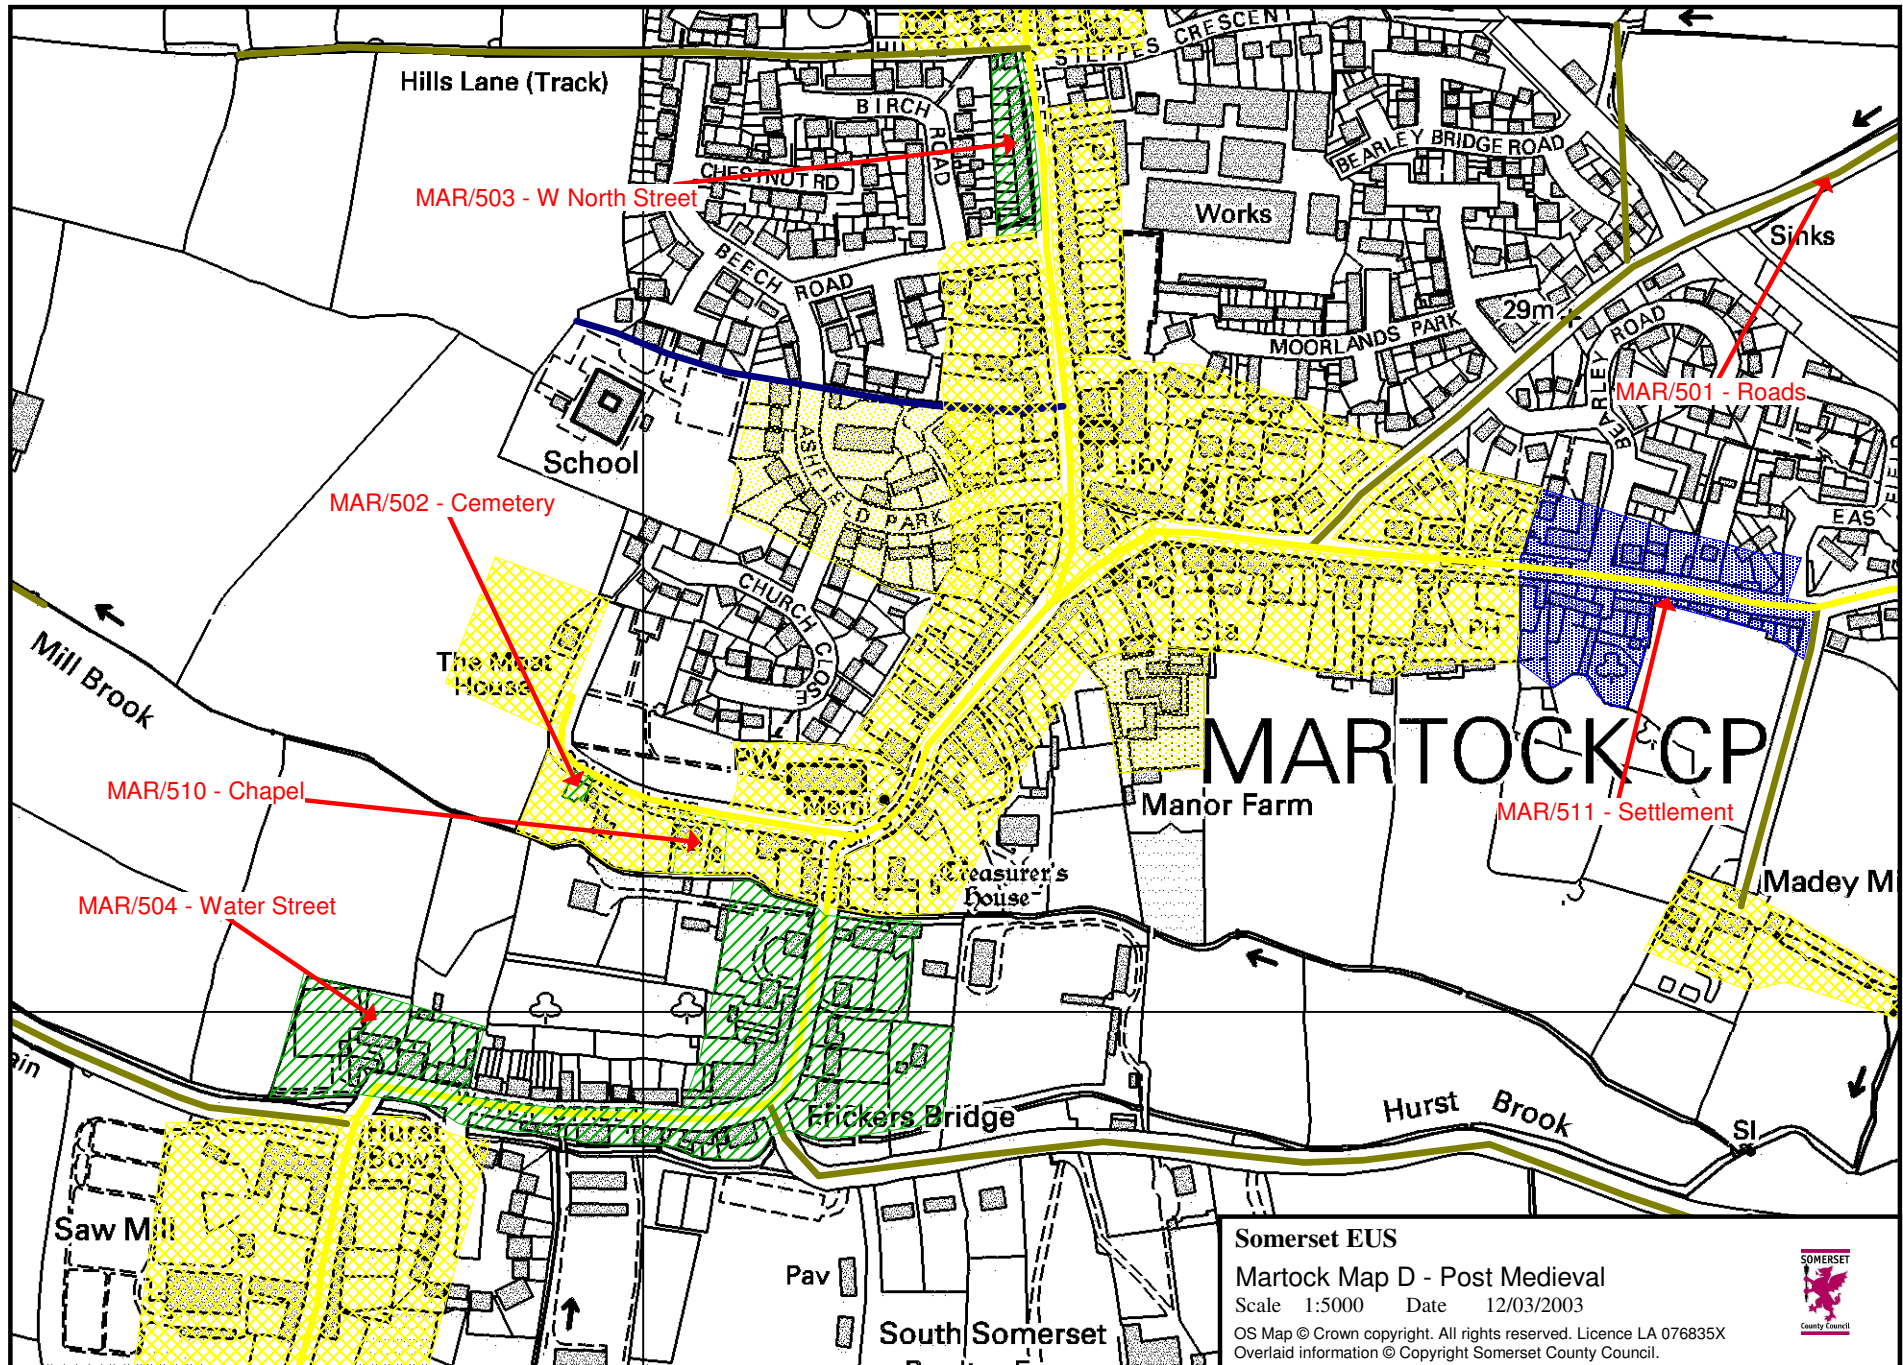 STEPPES CRESCENT
Hills Lane (Track)
BIRCH ROAD
BEARLEY BRIDGE ROAD
CHESTNUT RD
MAR/503 - W North Street
Works
Sinks
BEECH ROAD
29m
MOORLANDS PARK
BEARLEY ROAD
MAR/501 - Roads
School
Liby
MAR/502 - Cemetery
ASHFIELD PARK
EAS
CHURCH CLOSE
PH
The Moat
House
Mill Brook
MARTOCK CP
MAR/510 - Chapel
Manor Farm
MAR/511 - Settlement
Treasurer's
House
Madey Mi
MAR/504 - Water Street
ain
Frickers Bridge
Hurst Brook
SI
Hurst
Bow
Saw Mill
Pav
South Somerset
Somerset EUS
Martock Map D - Post Medieval
Scale 1:5000 Date 12/03/2003
OS Map © Crown copyright. All rights reserved. Licence LA 076835X
Overlaid information © Copyright Somerset County Council.
SOMERSET
County Council